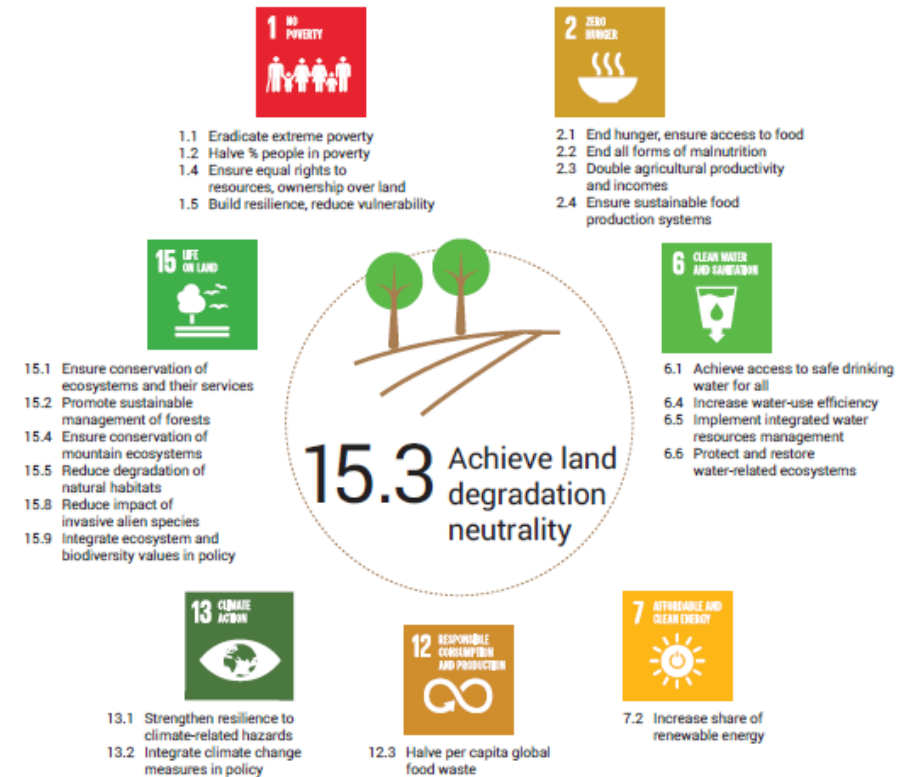 1 NO
POVERTY
1.1 Eradicate extreme poverty
1.2 Halve % people in poverty
1.4 Ensure equal rights to
resources, ownership over land
1.5 Build resilience, reduce vulnerability
2 ZERO
HUNGER
2.1 End hunger, ensure access to food
2.2 End all forms of malnutrition
2.3 Double agricultural productivity
and incomes
2.4 Ensure sustainable food
production systems
15 LIFE
ON LAND
15.1 Ensure conservation of
ecosystems and their services
15.2 Promote sustainable
management of forests
15.4 Ensure conservation of
mountain ecosystems
15.5 Reduce degradation of
natural habitats
15.8 Reduce impact of
invasive alien species
15.9 Integrate ecosystem and
biodiversity values in policy
15.3 Achieve land
degradation
neutrality
6 CLEAN WATER
AND SANITATION
6.1 Achieve access to safe drinking
water for all
6.4 Increase water-use efficiency
6.5 Implement integrated water
resources management
6.6 Protect and restore
water-related ecosystems
13 CLIMATE
ACTION
13.1 Strengthen resilience to
climate-related hazards
13.2 Integrate climate change
measures in policy
12 RESPONSIBLE
CONSUMPTION
AND PRODUCTION
12.3 Halve per capita global
food waste
7 AFFORDABLE AND
CLEAN ENERGY
7.2 Increase share of
renewable energy